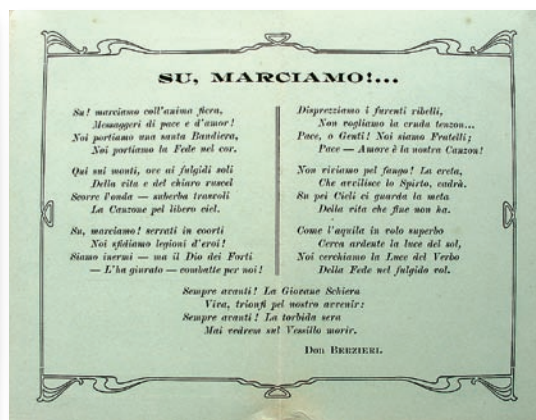 SU, MARCIAMO!...
Su! marciamo coll'anima fiera,
Messaggeri di pace e d'amor!
Noi portiamo una santa Bandiera,
Noi portiamo la Fede nel cor.
Qui sui monti, ove ai fulgidi soli
Della vita e del chiaro ruscel
Scorre l'onda — suberba trasvoli
La Canzone pel libero ciel.
Su, marciamo! serrati in coorti
Noi sfidiamo legioni d'eroi!
Siamo inermi — ma il Dio dei Forti
— L'ha giurato — combatte per noi!
Disprezziamo i furenti ribelli,
Non vogliamo la cruda tenzon...
Pace, o Genti! Noi siamo Fratelli;
Pace — Amore è la nostra Canzon!
Non viviamo pel fango! La creta,
Che avvilisce lo Spirto, cadrà.
Su pei Cieli ci guarda la meta
Della vita che fine non ha.
Come l'aquila in volo superbo
Cerca ardente la luce del sol,
Noi cerchiamo la Luce del Verbo
Della Fede nel fulgido vol.
Sempre avanti! La Giovane Schiera
Viva, trionfi pel nostro avvenir:
Sempre avanti! La torbida sera
Mai vedrem sul Vessillo morir.
Don